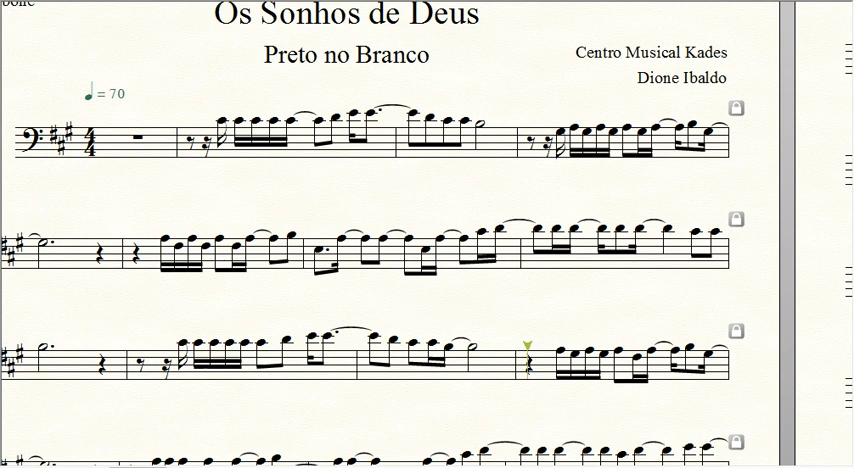 Os Sonhos de Deus
Preto no Branco
Centro Musical Kades
Dione Ibaldo
= 70